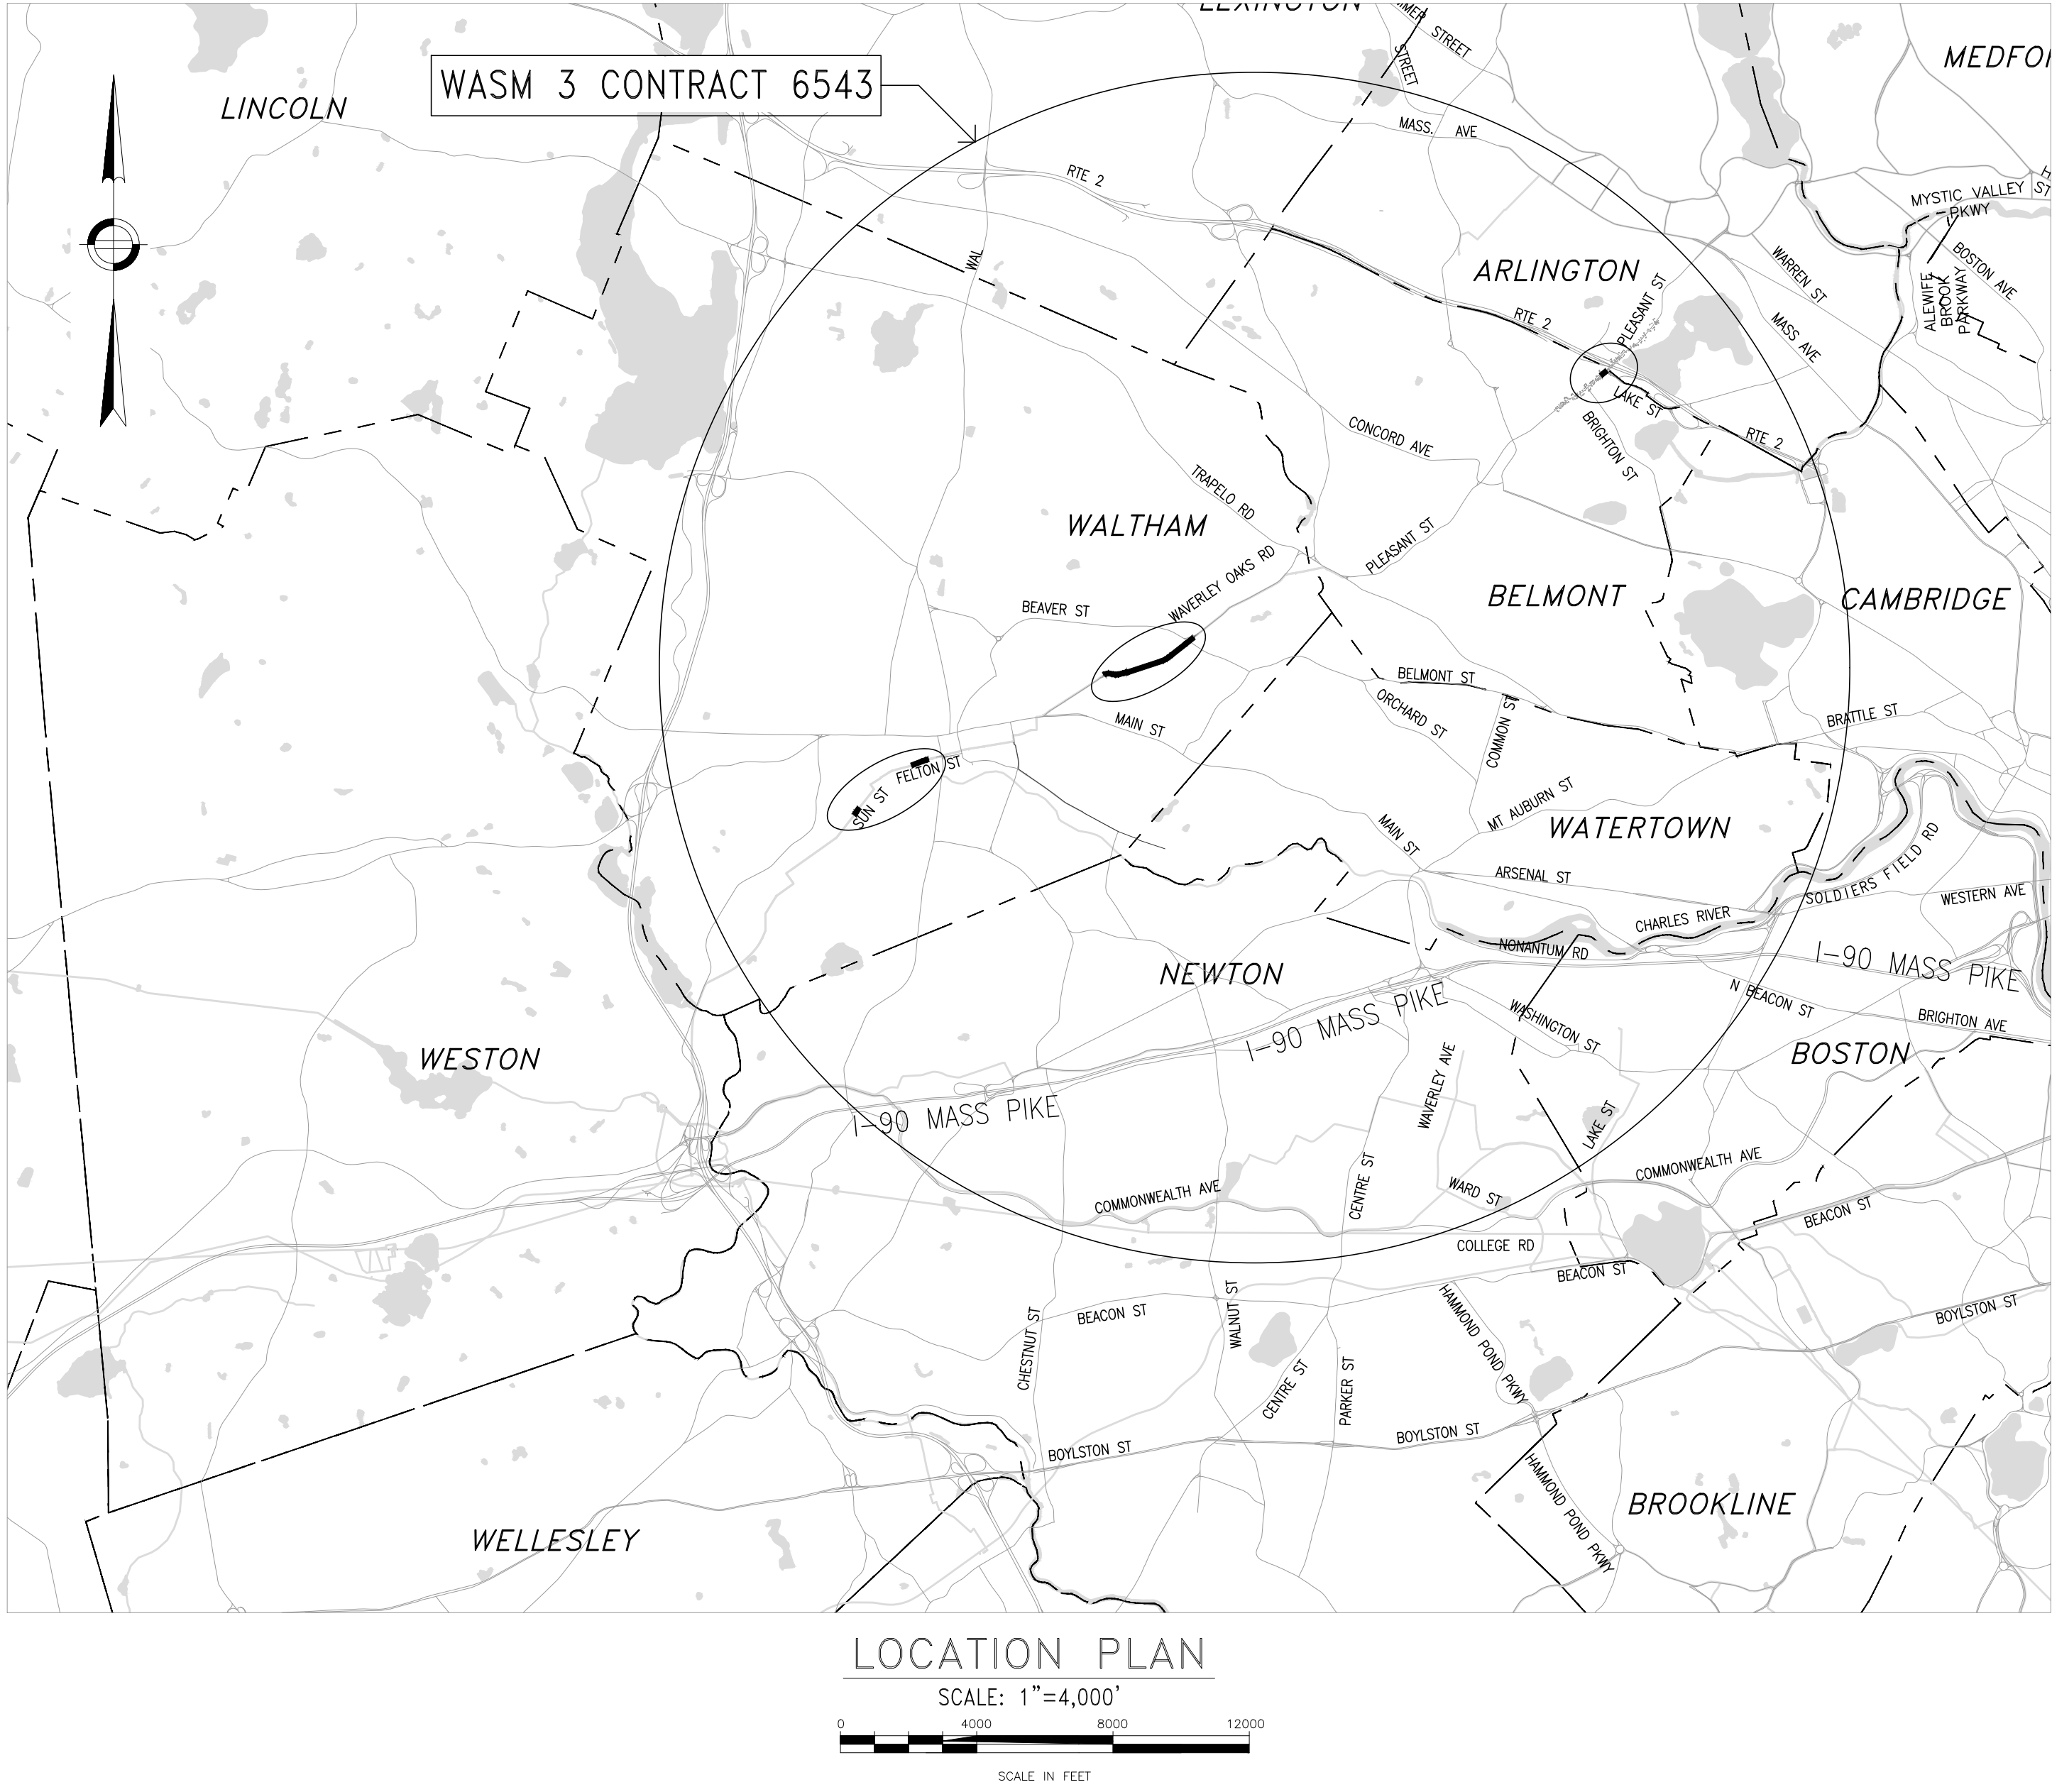 LEXINGTON
STREET
STREET
WASM 3 CONTRACT 6543
LINCOLN
MASS. AVE
RTE 2
MYSTIC VALLEY
PKWY
WARREN ST
BOSTON AVE
ALEWIFE
BROOK
PARKWAY
WAL
ARLINGTON
PLEASANT ST
RTE 2
MASS AVE
LAKE ST
BRIGHTON ST
RTE 2
CONCORD AVE
TRAPELO RD
WALTHAM
PLEASANT ST
WAVERLEY OAKS RD
BEAVER ST
BELMONT
CAMBRIDGE
BELMONT ST
ORCHARD ST
COMMON ST
BRATTLE ST
MAIN ST
FELTON ST
SUN ST
MT AUBURN ST
WATERTOWN
MAIN ST
ARSENAL ST
SOLDIERS FIELD RD
WESTERN AVE
CHARLES RIVER
NONANTUM RD
I-90 MASS PIKE
NEWTON
N BEACON ST
I-90 MASS PIKE
WASHINGTON ST
BRIGHTON AVE
WESTON
BOSTON
WAVERLEY AVE
I-90 MASS PIKE
LAKE ST
COMMONWEALTH AVE
COMMONWEALTH AVE
CENTRE ST
WARD ST
BEACON ST
COLLEGE RD
BEACON ST
BEACON ST
CHESTNUT ST
WALNUT ST
HAMMOND POND PKWY
BOYLSTON ST
CENTRE ST
PARKER ST
BOYLSTON ST
BOYLSTON ST
HAMMOND POND PKWY
BROOKLINE
WELLESLEY
LOCATION PLAN
SCALE: 1"=4,000'
0 4000 8000 12000
SCALE IN FEET